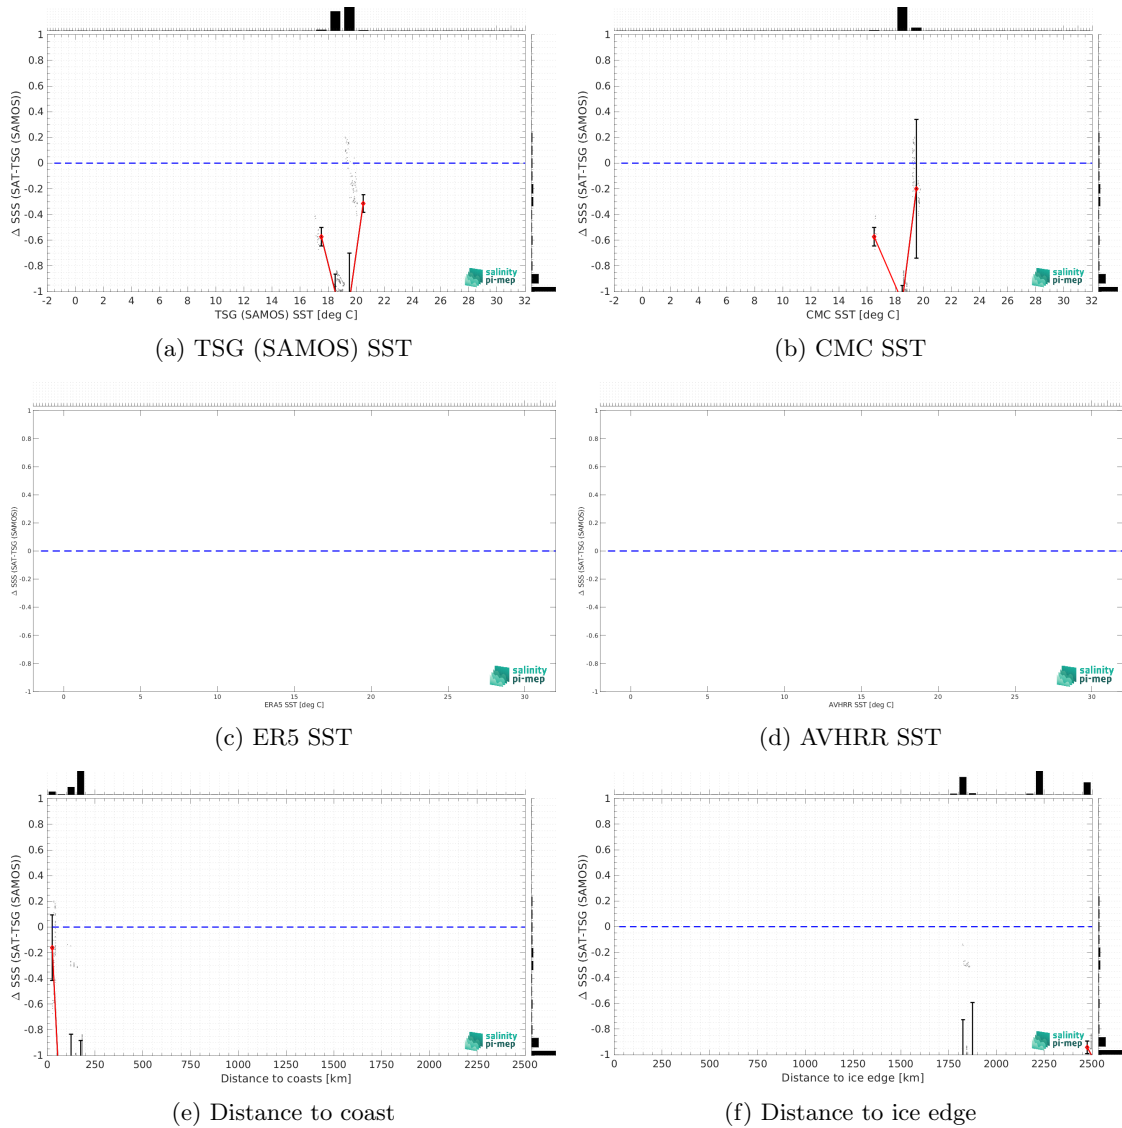 1
0.8
0.6
0.4
0.2
0
-0.2
-0.4
-0.6
-0.8
-1
Δ SSS (SAT-TSG (SAMOS))
-2 0 2 4 6 8 10 12 14 16 18 20 22 24 26 28 30 32
TSG (SAMOS) SST [deg C]
salinity
pi-mep
(a) TSG (SAMOS) SST
1
0.8
0.6
0.4
0.2
0
-0.2
-0.4
-0.6
-0.8
-1
Δ SSS (SAT-TSG (SAMOS))
-2 0 2 4 6 8 10 12 14 16 18 20 22 24 26 28 30 32
CMC SST [deg C]
salinity
pi-mep
(b) CMC SST
1
0.8
0.6
0.4
0.2
0
-0.2
-0.4
-0.6
-0.8
-1
Δ SSS (SAT-TSG (SAMOS))
0 5 10 15 20 25 30
ERA5 SST [deg C]
salinity
pi-mep
(c) ER5 SST
1
0.8
0.6
0.4
0.2
0
-0.2
-0.4
-0.6
-0.8
-1
Δ SSS (SAT-TSG (SAMOS))
0 5 10 15 20 25 30
AVHRR SST [deg C]
salinity
pi-mep
(d) AVHRR SST
1
0.8
0.6
0.4
0.2
0
-0.2
-0.4
-0.6
-0.8
-1
Δ SSS (SAT-TSG (SAMOS))
0 250 500 750 1000 1250 1500 1750 2000 2250 2500
Distance to coasts [km]
salinity
pi-mep
(e) Distance to coast
1
0.8
0.6
0.4
0.2
0
-0.2
-0.4
-0.6
-0.8
-1
Δ SSS (SAT-TSG (SAMOS))
0 250 500 750 1000 1250 1500 1750 2000 2250 2500
Distance to ice edge [km]
salinity
pi-mep
(f) Distance to ice edge